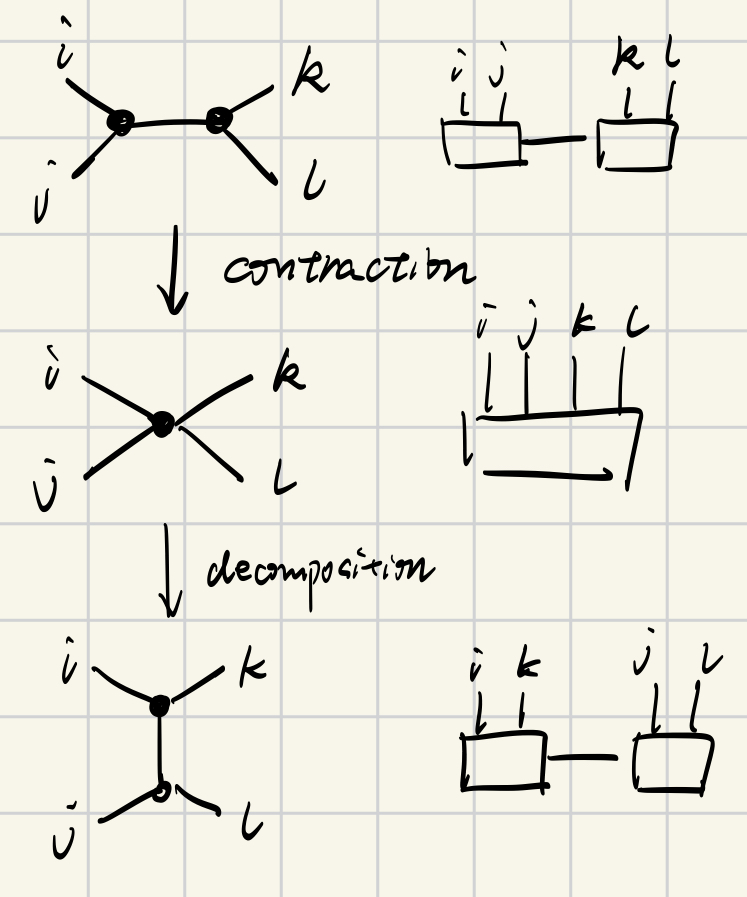 i k i j k l
j l
contraction
i k i j k l
j l
decomposition
i k i k j l
j l